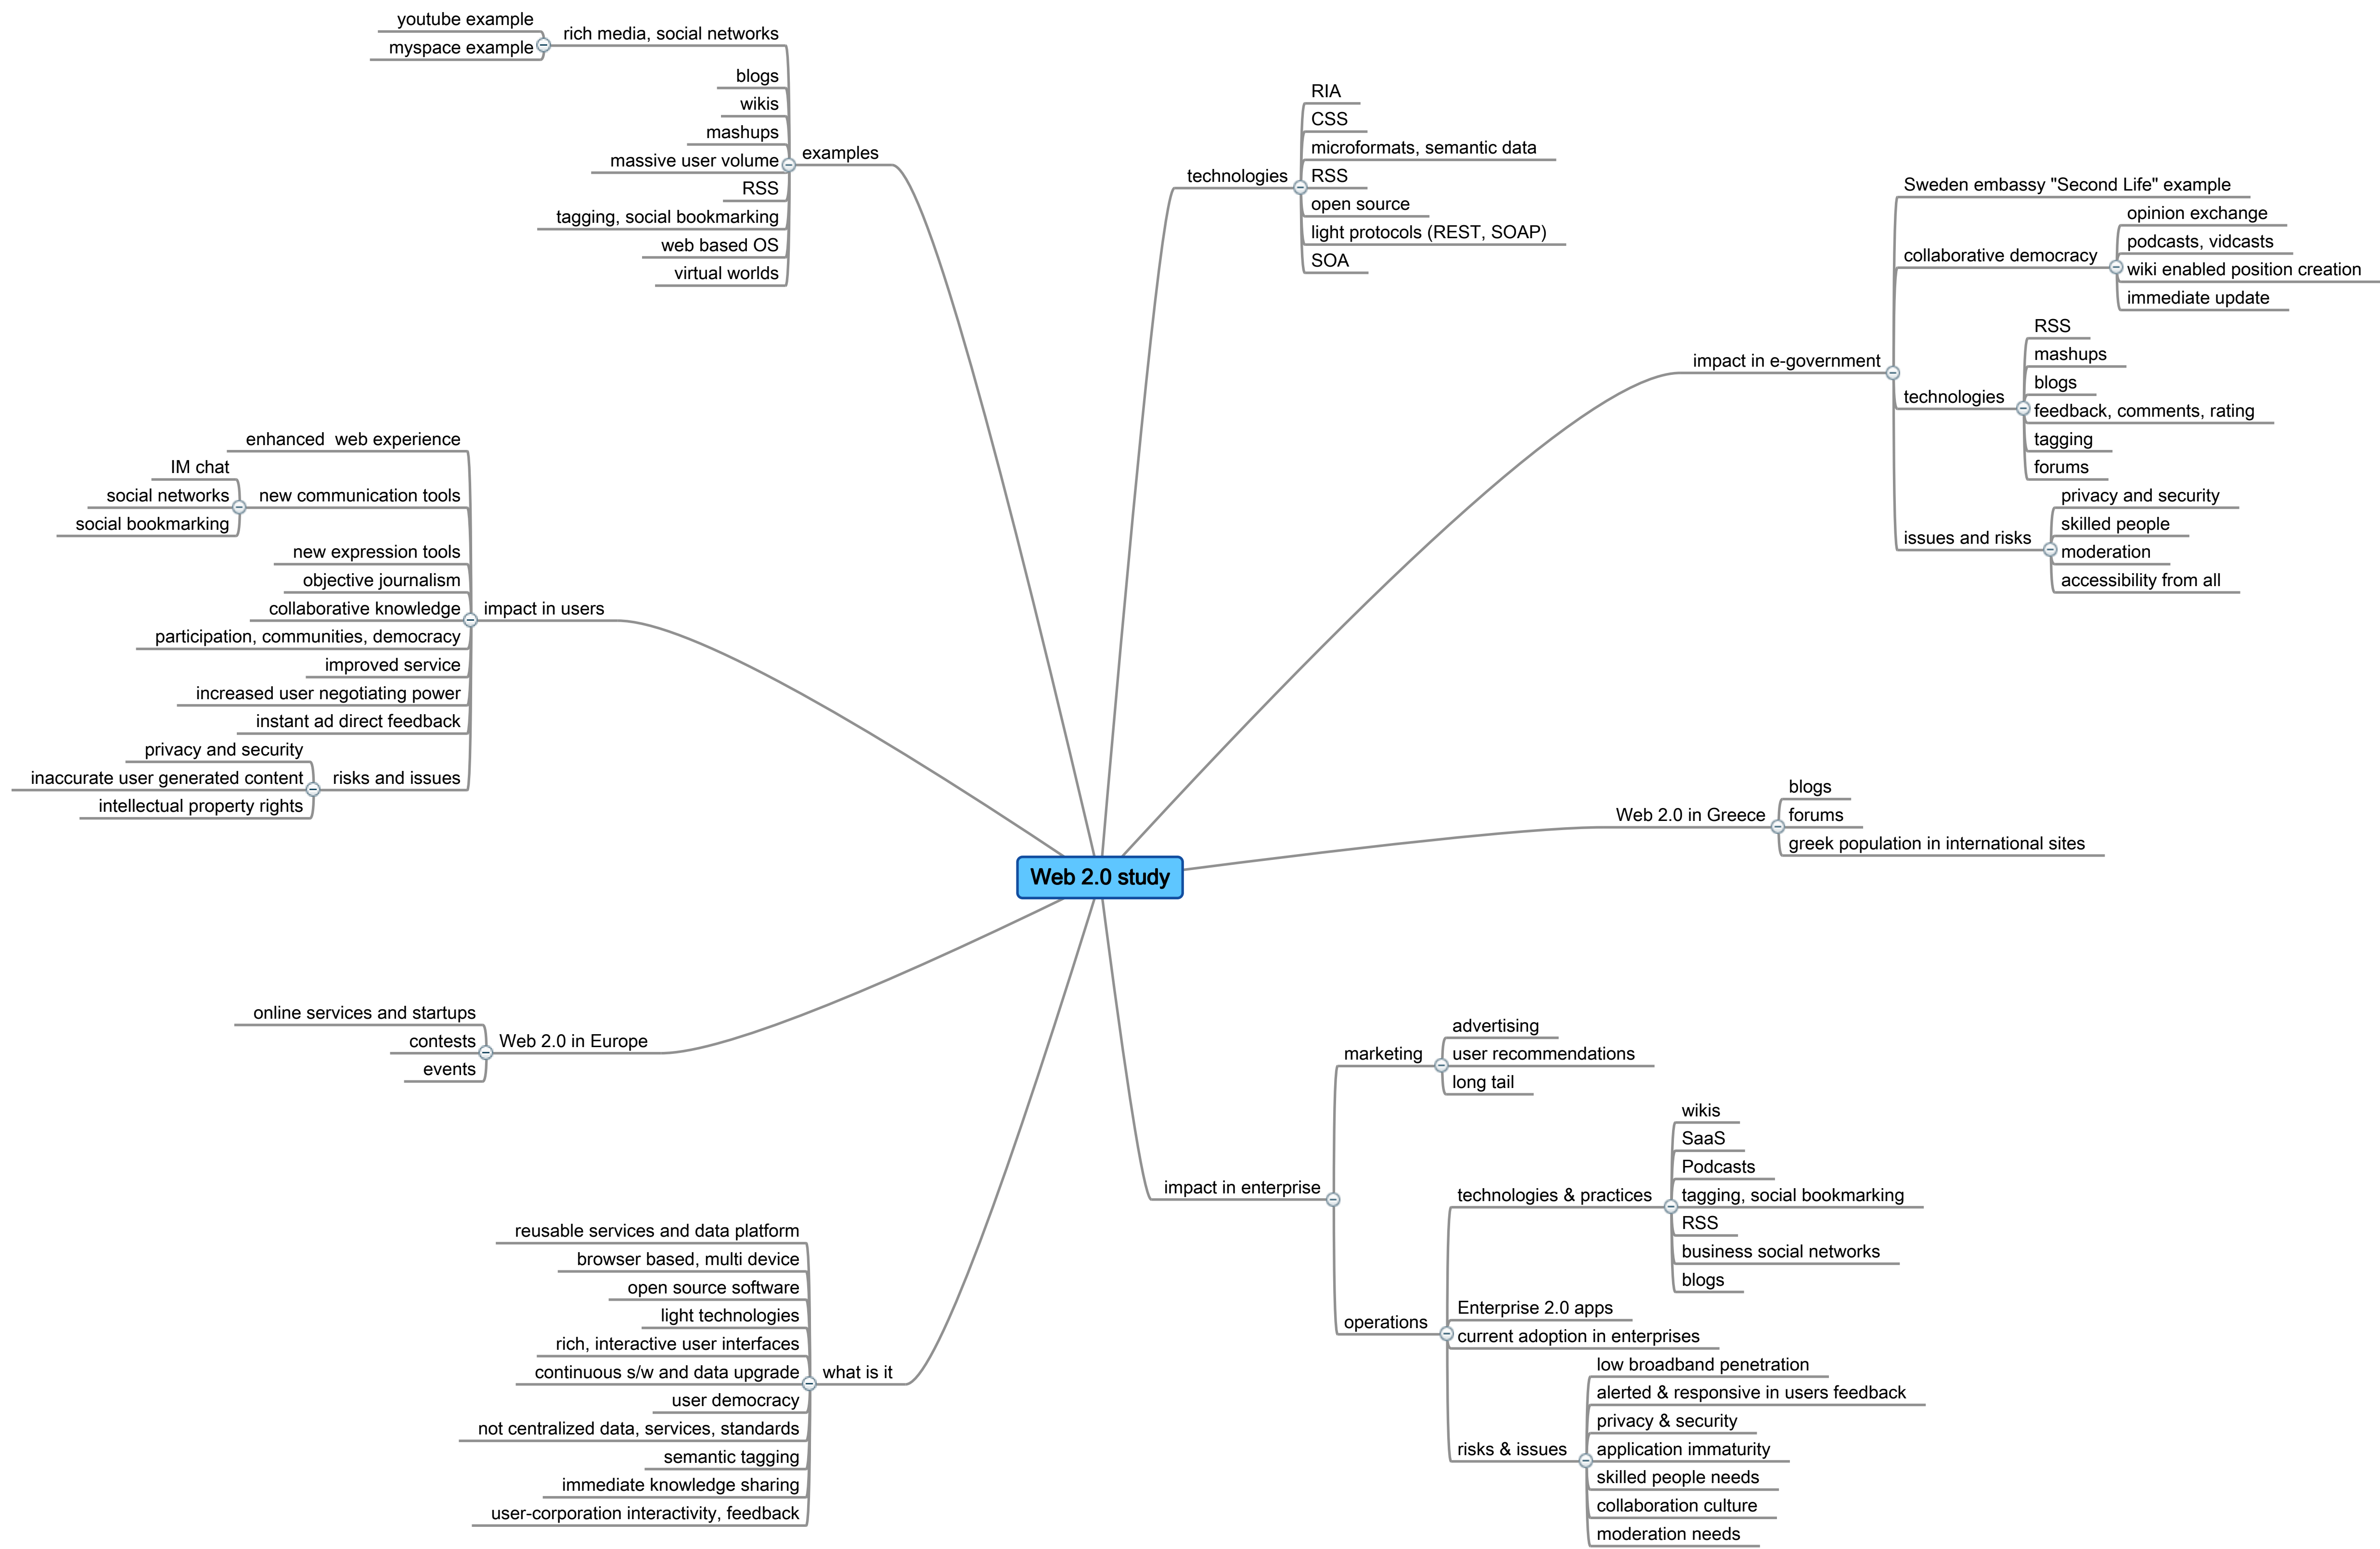 Web 2.0 study
examples
rich media, social networks
youtube example
myspace example
blogs
wikis
mashups
massive user volume
RSS
tagging, social bookmarking
web based OS
virtual worlds
impact in users
enhanced  web experience
new communication tools
IM chat
social networks
social bookmarking
new expression tools
objective journalism
collaborative knowledge
participation, communities, democracy
improved service
increased user negotiating power
instant ad direct feedback
risks and issues
privacy and security
inaccurate user generated content
intellectual property rights
Web 2.0 in Europe
online services and startups
contests
events
what is it
reusable services and data platform
browser based, multi device
open source software
light technologies
rich, interactive user interfaces
continuous s/w and data upgrade
user democracy
not centralized data, services, standards
semantic tagging
immediate knowledge sharing
user-corporation interactivity, feedback
technologies
RIA
CSS
microformats, semantic data
RSS
open source
light protocols (REST, SOAP)
SOA
impact in e-government
Sweden embassy "Second Life" example
collaborative democracy
opinion exchange
podcasts, vidcasts
wiki enabled position creation
immediate update
technologies
RSS
mashups
blogs
feedback, comments, rating
tagging
forums
issues and risks
privacy and security
skilled people
moderation
accessibility from all
Web 2.0 in Greece
blogs
forums
greek population in international sites
impact in enterprise
marketing
advertising
user recommendations
long tail
operations
technologies & practices
wikis
SaaS
Podcasts
tagging, social bookmarking
RSS
business social networks
blogs
Enterprise 2.0 apps
current adoption in enterprises
risks & issues
low broadband penetration
alerted & responsive in users feedback
privacy & security
application immaturity
skilled people needs
collaboration culture
moderation needs